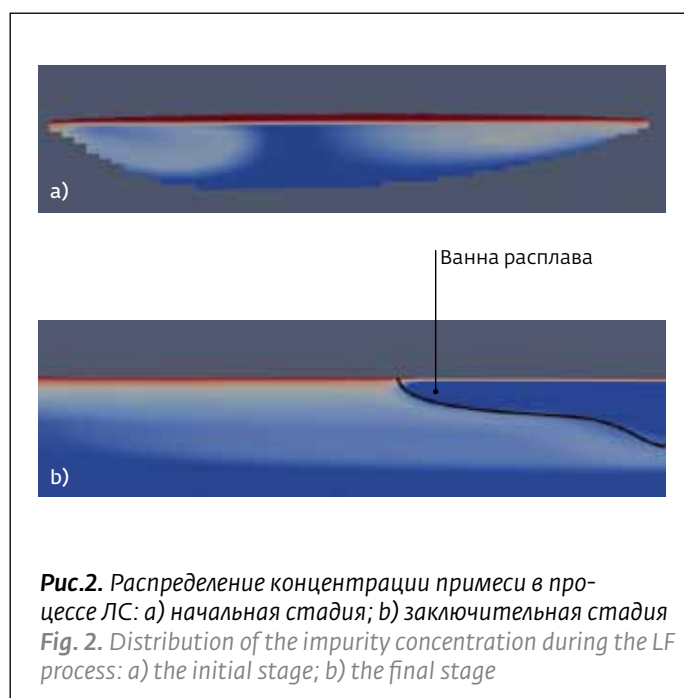 a)
Ванна расплава
b)
Рис.2. Распределение концентрации примеси в про-
цессе ЛС: a) начальная стадия; b) заключительная стадия
Fig. 2. Distribution of the impurity concentration during the LF
process: a) the initial stage; b) the final stage